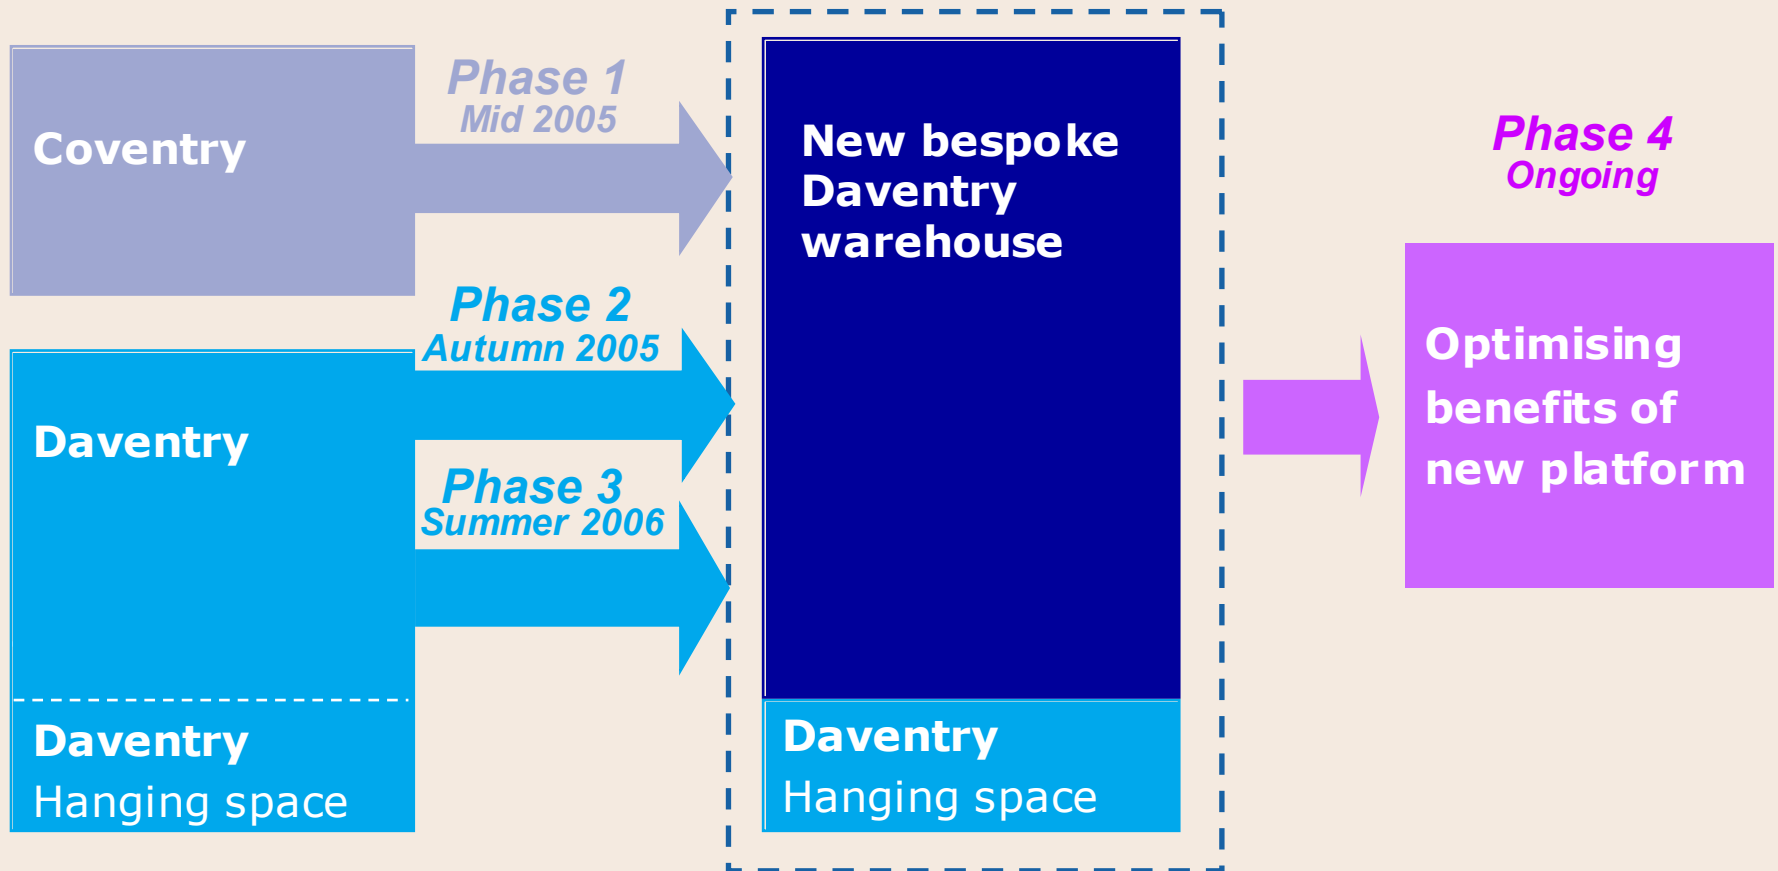 Coventry
Phase 1
Mid 2005
Daventry
Phase 2
Autumn 2005
Phase 3
Summer 2006
Daventry
Hanging space
New bespoke
Daventry
warehouse
Daventry
Hanging space
Phase 4
Ongoing
Optimising
benefits of
new platform